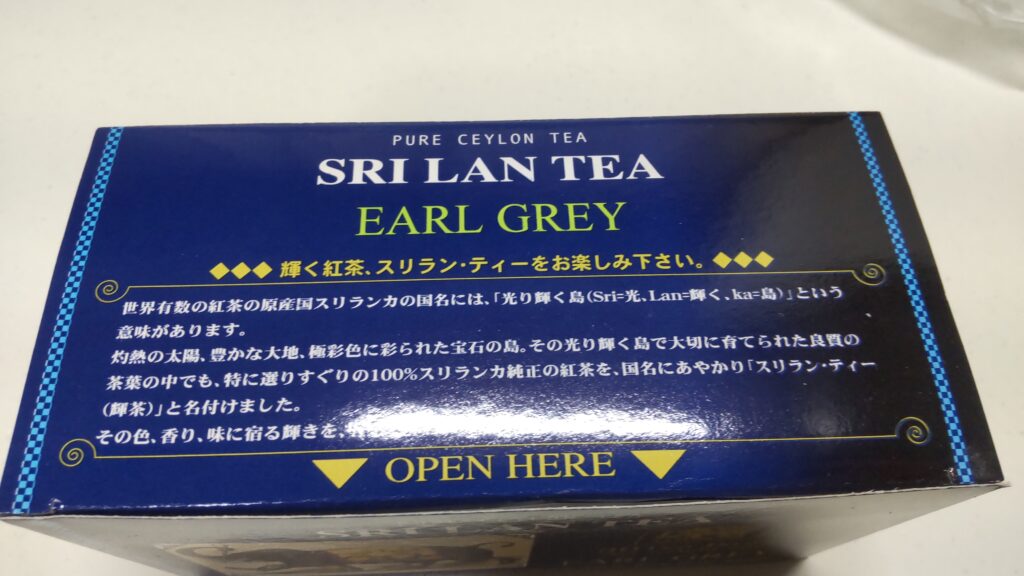 PURE CEYLON TEA
SRI LAN TEA
EARL GREY
◆◆◆ 輝く紅茶、スリラン・ティーをお楽しみ下さい。◆◆◆
世界有数の紅茶の原産国スリランカの国名には、「光り輝く島(Sri=光、Lan=輝く、ka=島)」という
意味があります。
灼熱の太陽、豊かな大地、極彩色に彩られた宝石の島。その光り輝く島で大切に育てられた良質の
茶葉の中でも、特に選りすぐりの100%スリランカ純正の紅茶を、国名にあやかり「スリラン・ティー
(輝茶)」と名付けました。
その色、香り、味に宿る輝きを、
▼ OPEN HERE ▼
SRI LAN TEA